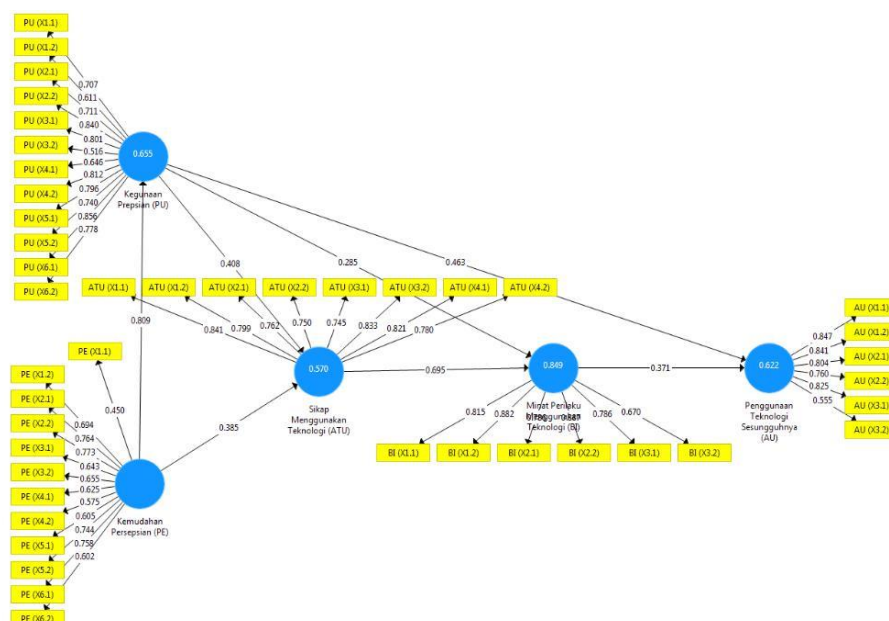 PU (X1.1)
PU (X1.2)
PU (X2.1)
PU (X2.2)
PU (X3.1)
PU (X3.2)
PU (X4.1)
PU (X4.2)
PU (X5.1)
PU (X5.2)
PU (X6.1)
PU (X6.2)
0.707
0.611
0.711
0.840
0.801
0.516
0.646
0.812
0.796
0.740
0.856
0.778
0.655
Kegunaan
Prepsian (PU)
0.408
0.285
0.463
0.809
ATU (X1.1)
ATU (X1.2)
ATU (X2.1)
ATU (X2.2)
ATU (X3.1)
ATU (X3.2)
ATU (X4.1)
ATU (X4.2)
0.841
0.799
0.762
0.750
0.745
0.833
0.821
0.780
0.570
Sikap
Menggunakan
Teknologi (ATU)
0.695
0.849
Minat Perilaku
Menggunakan
Teknologi (BI)
0.371
0.622
Penggunaan
Teknologi
Sesungguhnya
(AU)
0.847
0.841
0.804
0.760
0.825
0.555
AU (X1.1)
AU (X1.2)
AU (X2.1)
AU (X2.2)
AU (X3.1)
AU (X3.2)
0.815
0.882
0.786
0.670
BI (X1.1)
BI (X1.2)
BI (X2.1)
BI (X2.2)
BI (X3.1)
BI (X3.2)
PE (X1.1)
PE (X1.2)
PE (X2.1)
PE (X2.2)
PE (X3.1)
PE (X3.2)
PE (X4.1)
PE (X4.2)
PE (X5.1)
PE (X5.2)
PE (X6.1)
PE (X6.2)
0.450
0.694
0.764
0.773
0.643
0.655
0.625
0.575
0.605
0.744
0.758
0.602
0.385
Kemudahan
Persepsian (PE)